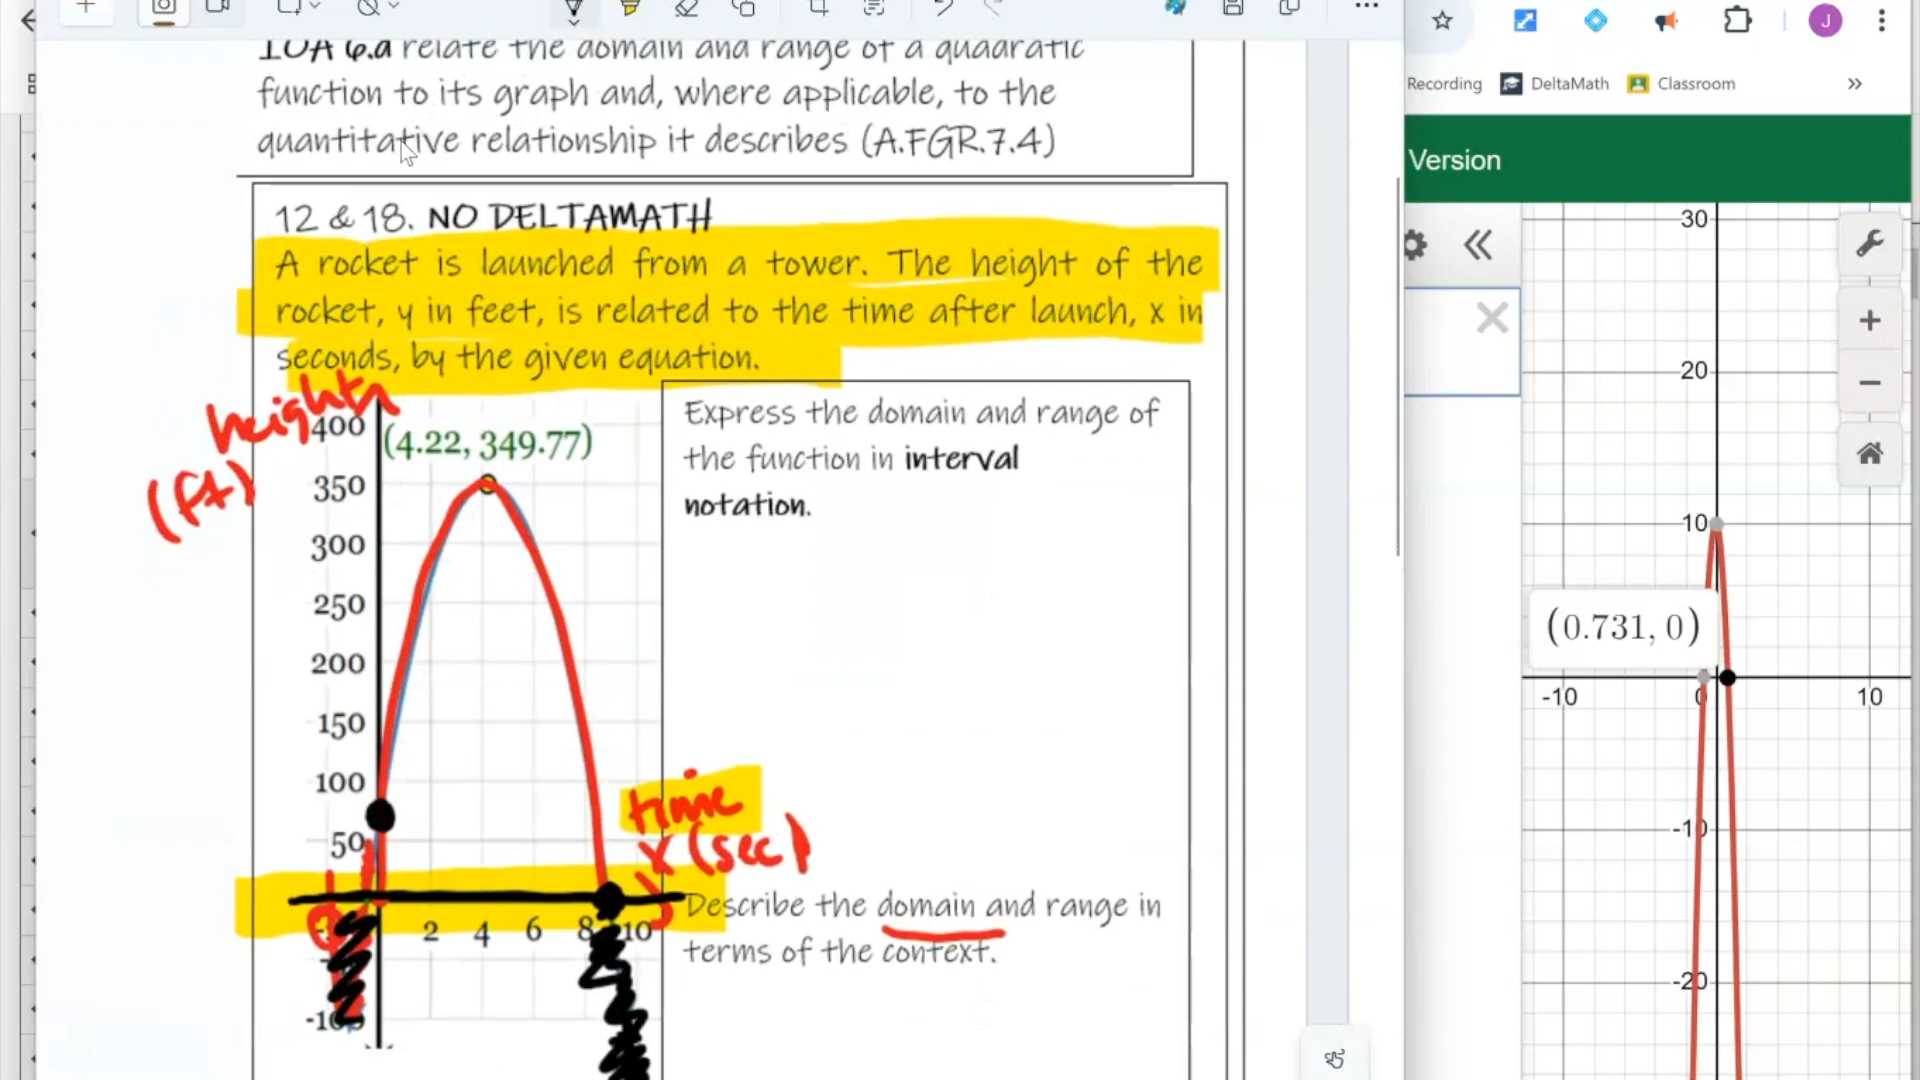 IOA 6.a relate the domain and range of a quadratic
function to its graph and, where applicable, to the
quantitative relationship it describes (A.FGR.7.4)
12 & 18. NO DELTAMATH
A rocket is launched from a tower. The height of the
rocket, y in feet, is related to the time after launch, x in
seconds, by the given equation.
height
(ft)
400
(4.22, 349.77)
350
300
250
200
150
100
50
2 4 6 8 10
time
x (sec)
Express the domain and range of
the function in interval
notation.
Describe the domain and range in
terms of the context.
J
Recording DeltaMath Classroom
Version
30
20
10
(0.731, 0)
-10 0 10
-10
-20